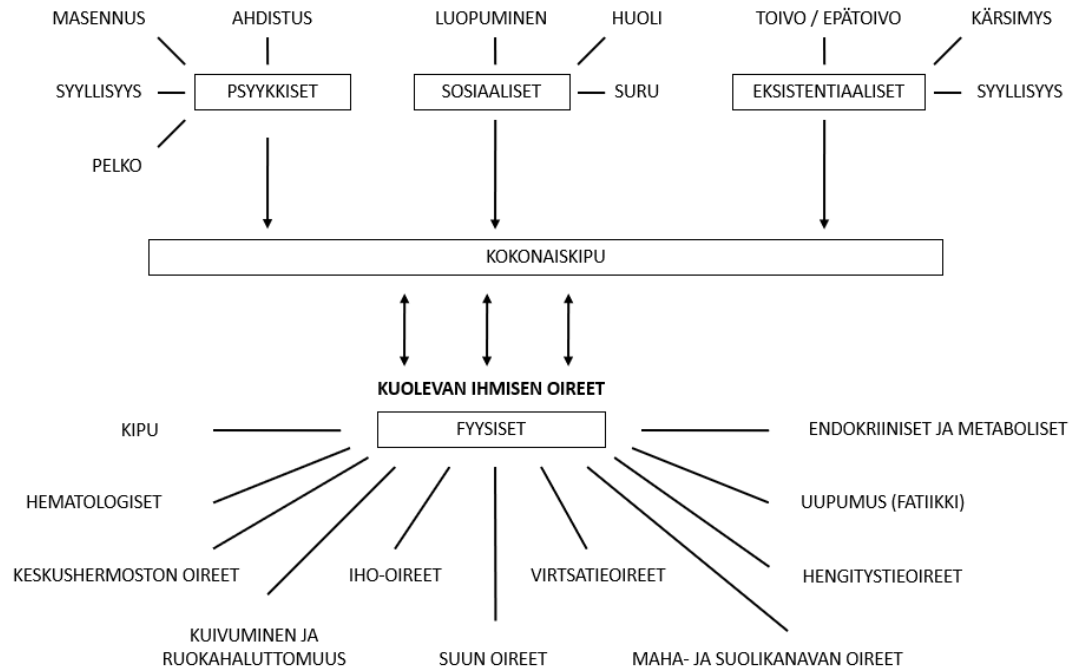 MASENNUS
AHDISTUS
LUOPUMINEN
HUOLI
TOIVO / EPÄTOIVO
KÄRSIMYS
SYYLLISYYS
PSYYKKISET
SOSIAALISET
SURU
EKSISTENTIAALISET
SYYLLISYYS
PELKO
KOKONAISKIPU
KUOLEVAN IHMISEN OIREET
KIPU
FYYSISET
ENDOKRIINISET JA METABOLISET
HEMATOLOGISET
UUPUMUS (FATIIKKI)
KESKUSHERMOSTON OIREET
IHO-OIREET
VIRTSATIEOIREET
HENGITYSTIEOIREET
KUIVUMINEN JA
RUOKAHALUTTOMUUS
SUUN OIREET
MAHA- JA SUOLIKANAVAN OIREET